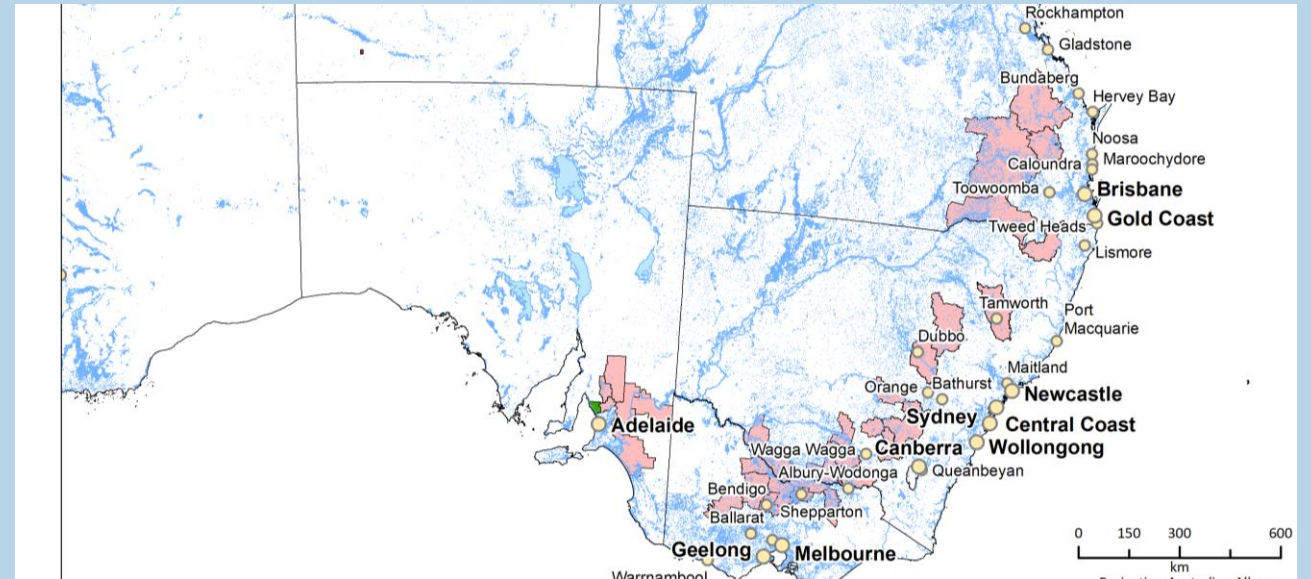 Rockhampton
Gladstone
Bundaberg
Hervey Bay
Noosa
Caloundra
Maroochydore
Toowoomba
Brisbane
Gold Coast
Tweed Heads
Lismore
Tamworth
Port
Macquarie
Dubbo
Maitland
Orange
Bathurst
Newcastle
Sydney
Central Coast
Adelaide
Wollongong
Wagga Wagga
Canberra
Queanbeyan
Albury-Wodonga
Bendigo
Shepparton
Ballarat
Geelong
Melbourne
Warrnambool
0 150 300 600
km